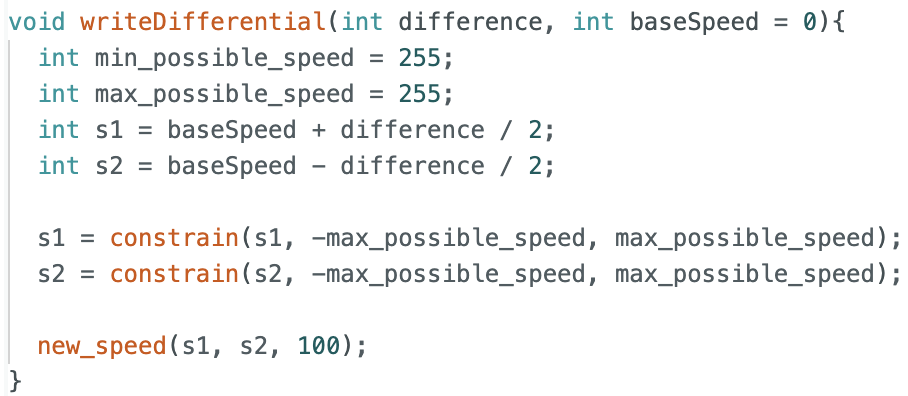 void writeDifferential(int difference, int baseSpeed = 0){
  int min_possible_speed = 255;
  int max_possible_speed = 255;
  int s1 = baseSpeed + difference / 2;
  int s2 = baseSpeed - difference / 2;

  s1 = constrain(s1, -max_possible_speed, max_possible_speed);
  s2 = constrain(s2, -max_possible_speed, max_possible_speed);

  new_speed(s1, s2, 100);
}